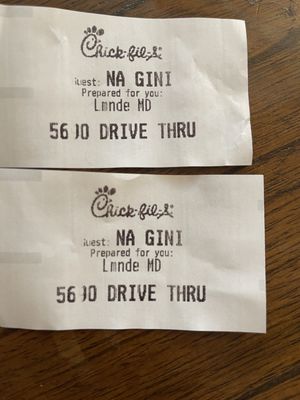 Chick-fil-A
uest: NA GINI
Prepared for you:
Lmnde MD
56 DRIVE THRU
Chick-fil-A
uest: NA GINI
Prepared for you:
Lmnde MD
56 DRIVE THRU